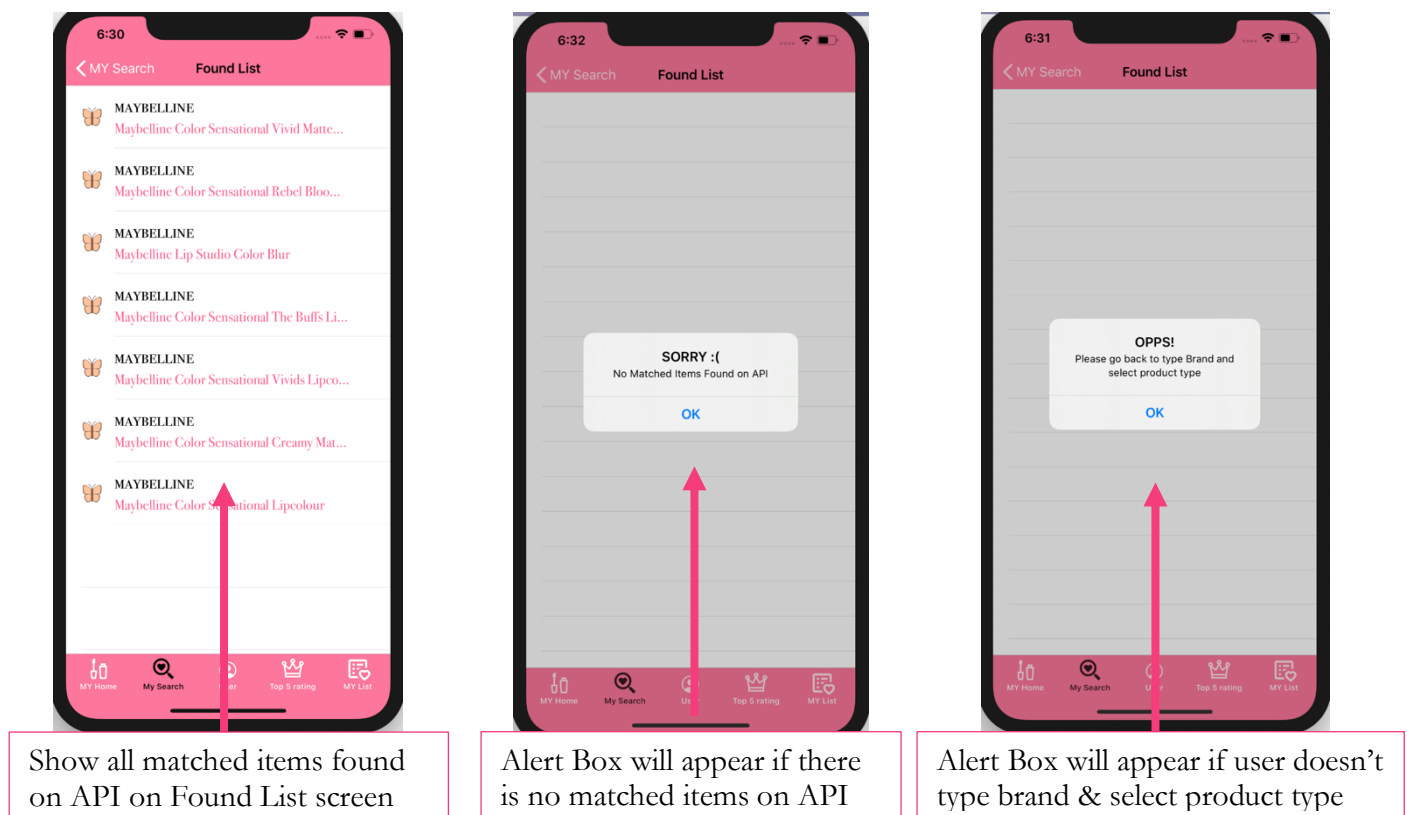 6:30
MY Search Found List
MAYBELLINE
Maybelline Color Sensational Vivid Matte...
MAYBELLINE
Maybelline Color Sensational Rebel Bloo...
MAYBELLINE
Maybelline Lip Studio Color Blur
MAYBELLINE
Maybelline Color Sensational The Buffs Li...
MAYBELLINE
Maybelline Color Sensational Vivids Lipco...
MAYBELLINE
Maybelline Color Sensational Creamy Mat...
MAYBELLINE
Maybelline Color Sensational Lipcolour
MY Home My Search User Top 5 rating MY List
Show all matched items found
on API on Found List screen
6:32
MY Search Found List
SORRY :(
No Matched Items Found on API
OK
MY Home My Search User Top 5 rating MY List
Alert Box will appear if there
is no matched items on API
6:31
MY Search Found List
OPPS!
Please go back to type Brand and
select product type
OK
MY Home My Search User Top 5 rating MY List
Alert Box will appear if user doesn't
type brand & select product type